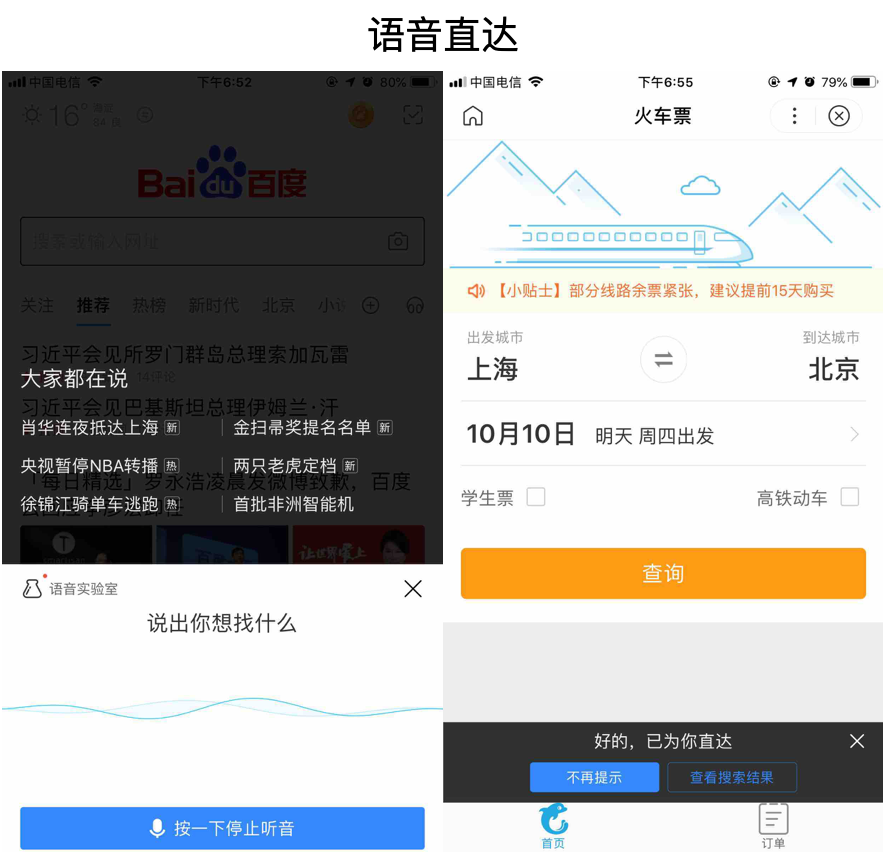 语音直达
中国电信 下午6:52 80%
16°
Bai du 百度
搜索或输入网址
关注 推荐 热榜 新时代 北京
习近平会见所罗门群岛总理索加瓦雷
大家都在说 14评论
习近平会见巴基斯坦总理伊姆兰·汗
肖华连夜抵达上海 新 金扫帚奖提名名单 新
央视暂停NBA转播 热 两只老虎定档 新
「每日精选」罗永浩凌晨发微博致歉，百度
徐锦江骑单车逃跑 热 首批非洲智能机
语音实验室
说出你想找什么
按一下停止听音
中国电信 下午6:55 79%
火车票
【小贴士】部分线路余票紧张，建议提前15天购买
出发城市 到达城市
上海 北京
10月10日 明天 周四出发
学生票 高铁动车
查询
好的，已为你直达
不再提示 查看搜索结果
首页 订单